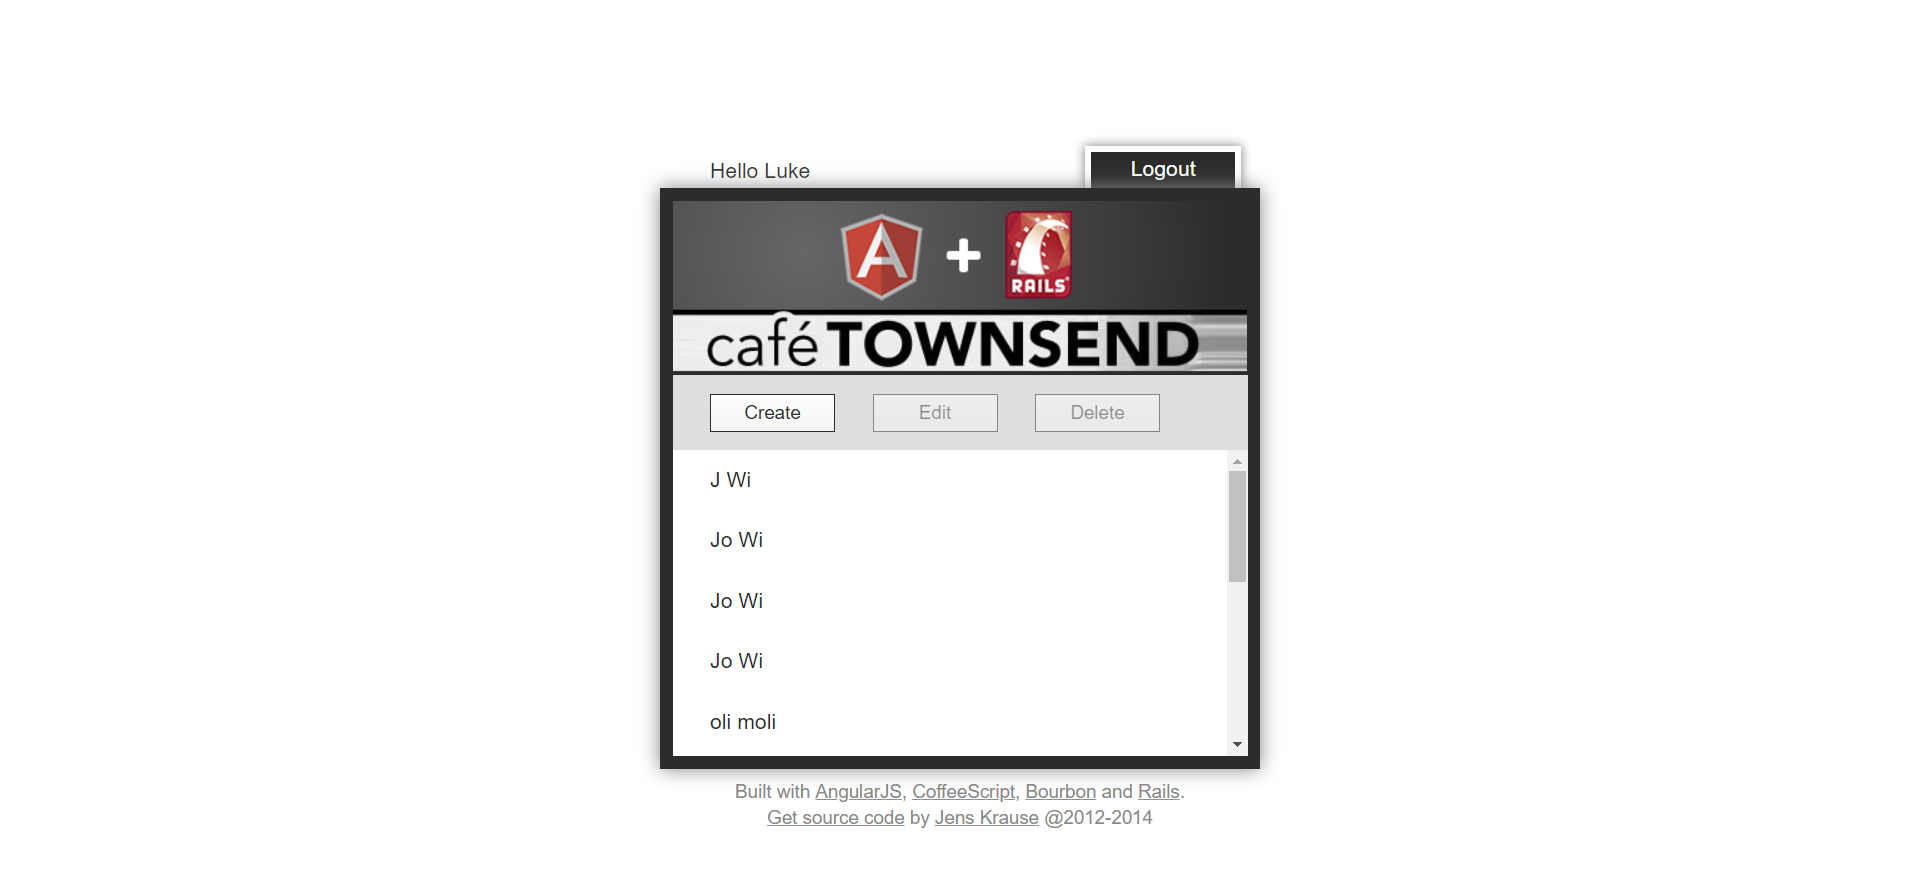 Hello Luke
Logout
A + RAILS
café TOWNSEND
Create Edit Delete
J Wi
Jo Wi
Jo Wi
Jo Wi
oli moli
Built with AngularJS, CoffeeScript, Bourbon and Rails.
Get source code by Jens Krause @2012-2014